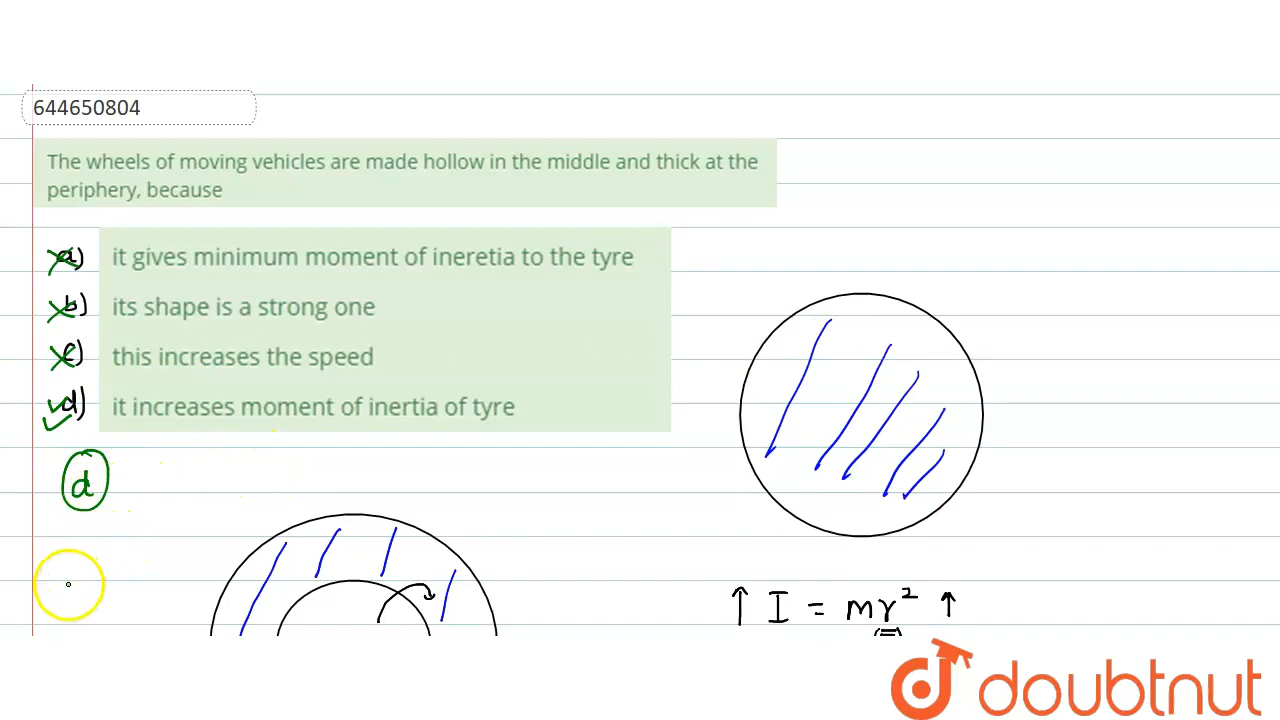 644650804
The wheels of moving vehicles are made hollow in the middle and thick at the
periphery, because
a) it gives minimum moment of ineretia to the tyre
b) its shape is a strong one
c) this increases the speed
d) it increases moment of inertia of tyre
d
↑ I = mr² ↑
doubtnut